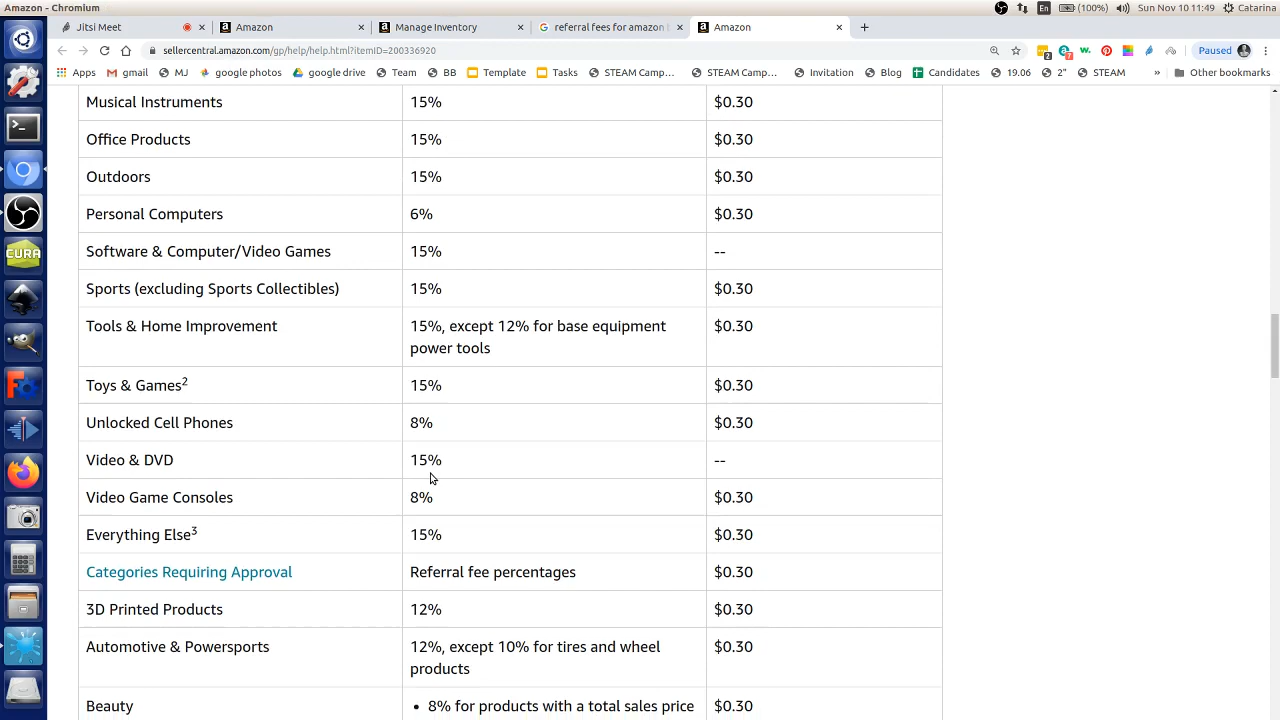 Amazon - Chromium
En
(100%)
Sun Nov 10 11:49
Catarina
Jitsi Meet
Amazon
Manage Inventory
referral fees for amazon
Amazon
sellercentral.amazon.com/gp/help/help.html?itemID=200336920
2
7
w.
Paused
Apps
gmail
MJ
google photos
google drive
Team
BB
Template
Tasks
STEAM Camp...
STEAM Camp...
Invitation
Blog
Candidates
19.06
2"
STEAM
»
Other bookmarks
CURA
Musical Instruments 15% $0.30
Office Products 15% $0.30
Outdoors 15% $0.30
Personal Computers 6% $0.30
Software & Computer/Video Games 15% --
Sports (excluding Sports Collectibles) 15% $0.30
Tools & Home Improvement 15%, except 12% for base equipment $0.30
power tools
Toys & Games2 15% $0.30
Unlocked Cell Phones 8% $0.30
Video & DVD 15% --
Video Game Consoles 8% $0.30
Everything Else3 15% $0.30
Categories Requiring Approval Referral fee percentages $0.30
3D Printed Products 12% $0.30
Automotive & Powersports 12%, except 10% for tires and wheel $0.30
products
Beauty • 8% for products with a total sales price $0.30